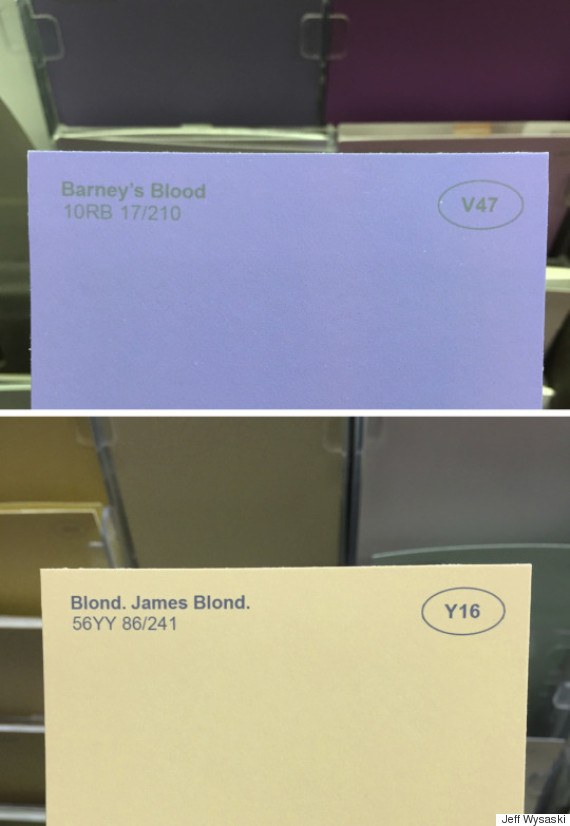 Barney's Blood
10RB 17/210
V47
Blond. James Blond.
56YY 86/241
Y16
Jeff Wysaski